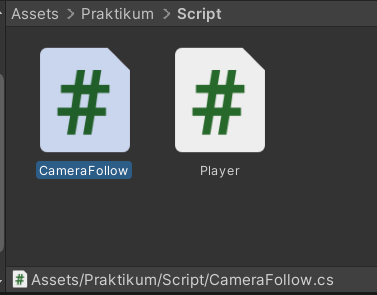 Assets > Praktikum > Script
CameraFollow
Player
Assets/Praktikum/Script/CameraFollow.cs